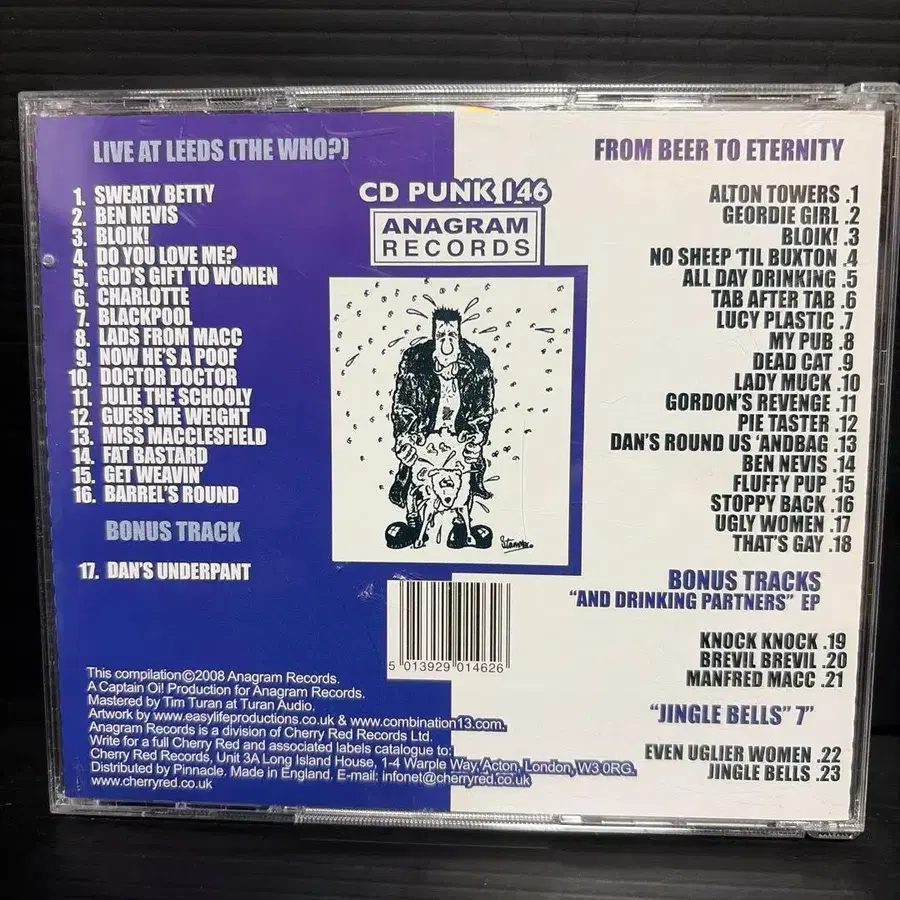 LIVE AT LEEDS (THE WHO?)
1. SWEATY BETTY
2. BEN NEVIS
3. BLOIK!
4. DO YOU LOVE ME?
5. GOD'S GIFT TO WOMEN
6. CHARLOTTE
7. BLACKPOOL
8. LADS FROM MACC
9. NOW HE'S A POOF
10. DOCTOR DOCTOR
11. JULIE THE SCHOOLY
12. GUESS ME WEIGHT
13. MISS MACCLESFIELD
14. FAT BASTARD
15. GET WEAVIN'
16. BARREL'S ROUND
BONUS TRACK
17. DAN'S UNDERPANT
CD PUNK 146
ANAGRAM
RECORDS
5 013929 014626
FROM BEER TO ETERNITY
ALTON TOWERS .1
GEORDIE GIRL .2
BLOIK! .3
NO SHEEP 'TIL BUXTON .4
ALL DAY DRINKING .5
TAB AFTER TAB .6
LUCY PLASTIC .7
MY PUB .8
DEAD CAT .9
LADY MUCK .10
GORDON'S REVENGE .11
PIE TASTER .12
DAN'S ROUND US 'ANDBAG .13
BEN NEVIS .14
FLUFFY PUP .15
STOPPY BACK .16
UGLY WOMEN .17
THAT'S GAY .18
BONUS TRACKS
"AND DRINKING PARTNERS" EP
KNOCK KNOCK .19
BREVIL BREVIL .20
MANFRED MACC .21
"JINGLE BELLS" 7"
EVEN UGLIER WOMEN .22
JINGLE BELLS .23
This compilation©2008 Anagram Records.
A Captain Oi! Production for Anagram Records.
Mastered by Tim Turan at Turan Audio.
Artwork by www.easylifeproductions.co.uk & www.combination13.com.
Anagram Records is a division of Cherry Red Records Ltd.
Write for a full Cherry Red and associated labels catalogue to:
Cherry Red Records, Unit 3A Long Island House, 1-4 Warple Way, Acton, London, W3 0RG.
Distributed by Pinnacle. Made in England. E-mail: infonet@cherryred.co.uk
www.cherryred.co.uk